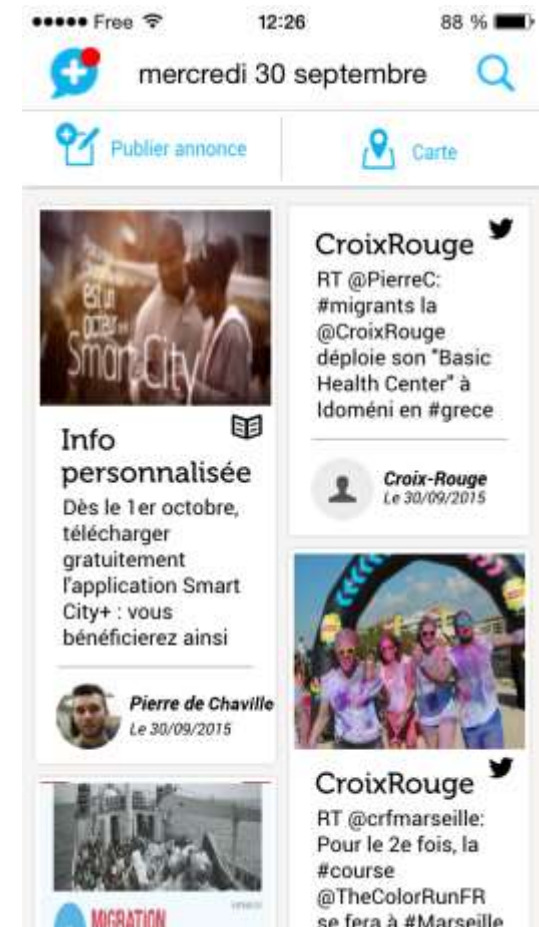 Free
12:26
88 %
mercredi 30 septembre
Publier annonce
Carte
est un
Smart City
Info
personnalisée
Dès le 1er octobre,
télécharger
gratuitement
l'application Smart
City+ : vous
bénéficierez ainsi
Pierre de Chaville
Le 30/09/2015
MIGRATION
CroixRouge
RT @PierreC:
#migrants la
@CroixRouge
déploie son "Basic
Health Center" à
Idoméni en #grece
Croix-Rouge
Le 30/09/2015
CroixRouge
RT @crfmarseille:
Pour le 2e fois, la
#course
@TheColorRunFR
se fera à #Marseille